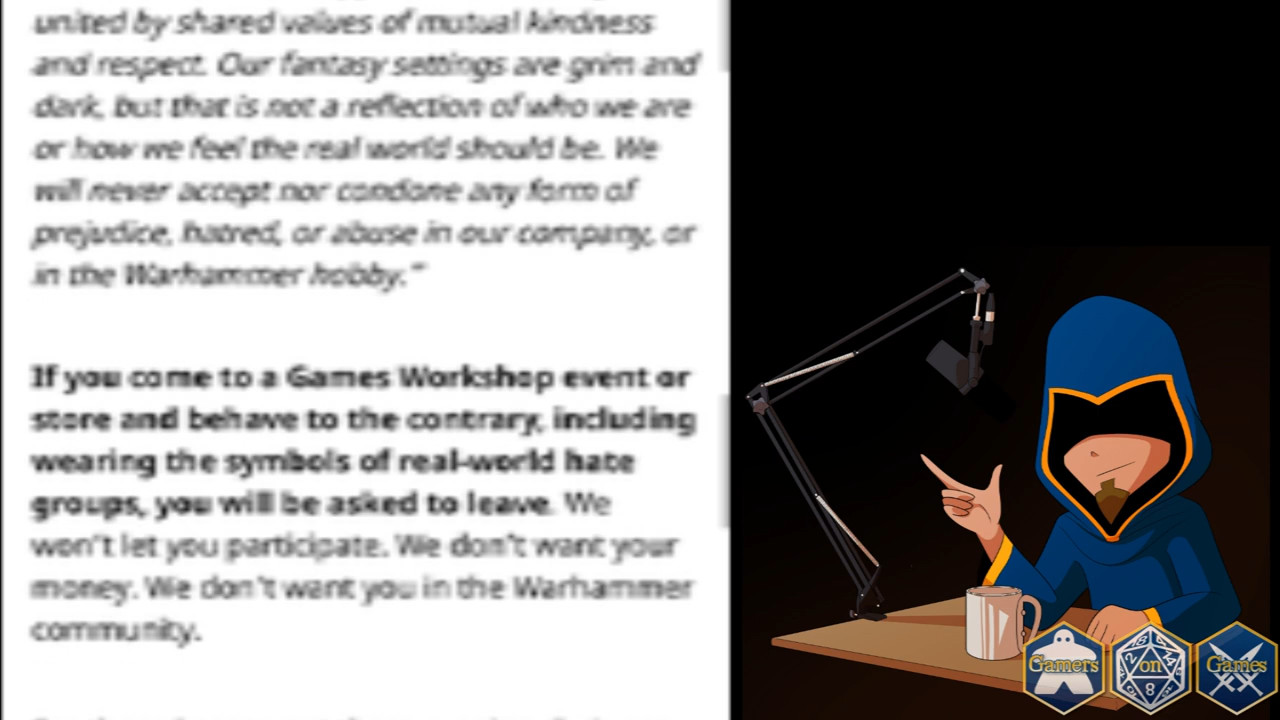 united by shared values of mutual kindness
and respect. Our fantasy settings are grim and
dark, but that is not a reflection of who we are
or how we feel the real world should be. We
will never accept nor condone any form of
prejudice, hatred, or abuse in our company, or
in the Warhammer hobby."
If you come to a Games Workshop event or
store and behave to the contrary, including
wearing the symbols of real-world hate
groups, you will be asked to leave. We
won't let you participate. We don't want your
money. We don't want you in the Warhammer
community.
Gamers on Games
8